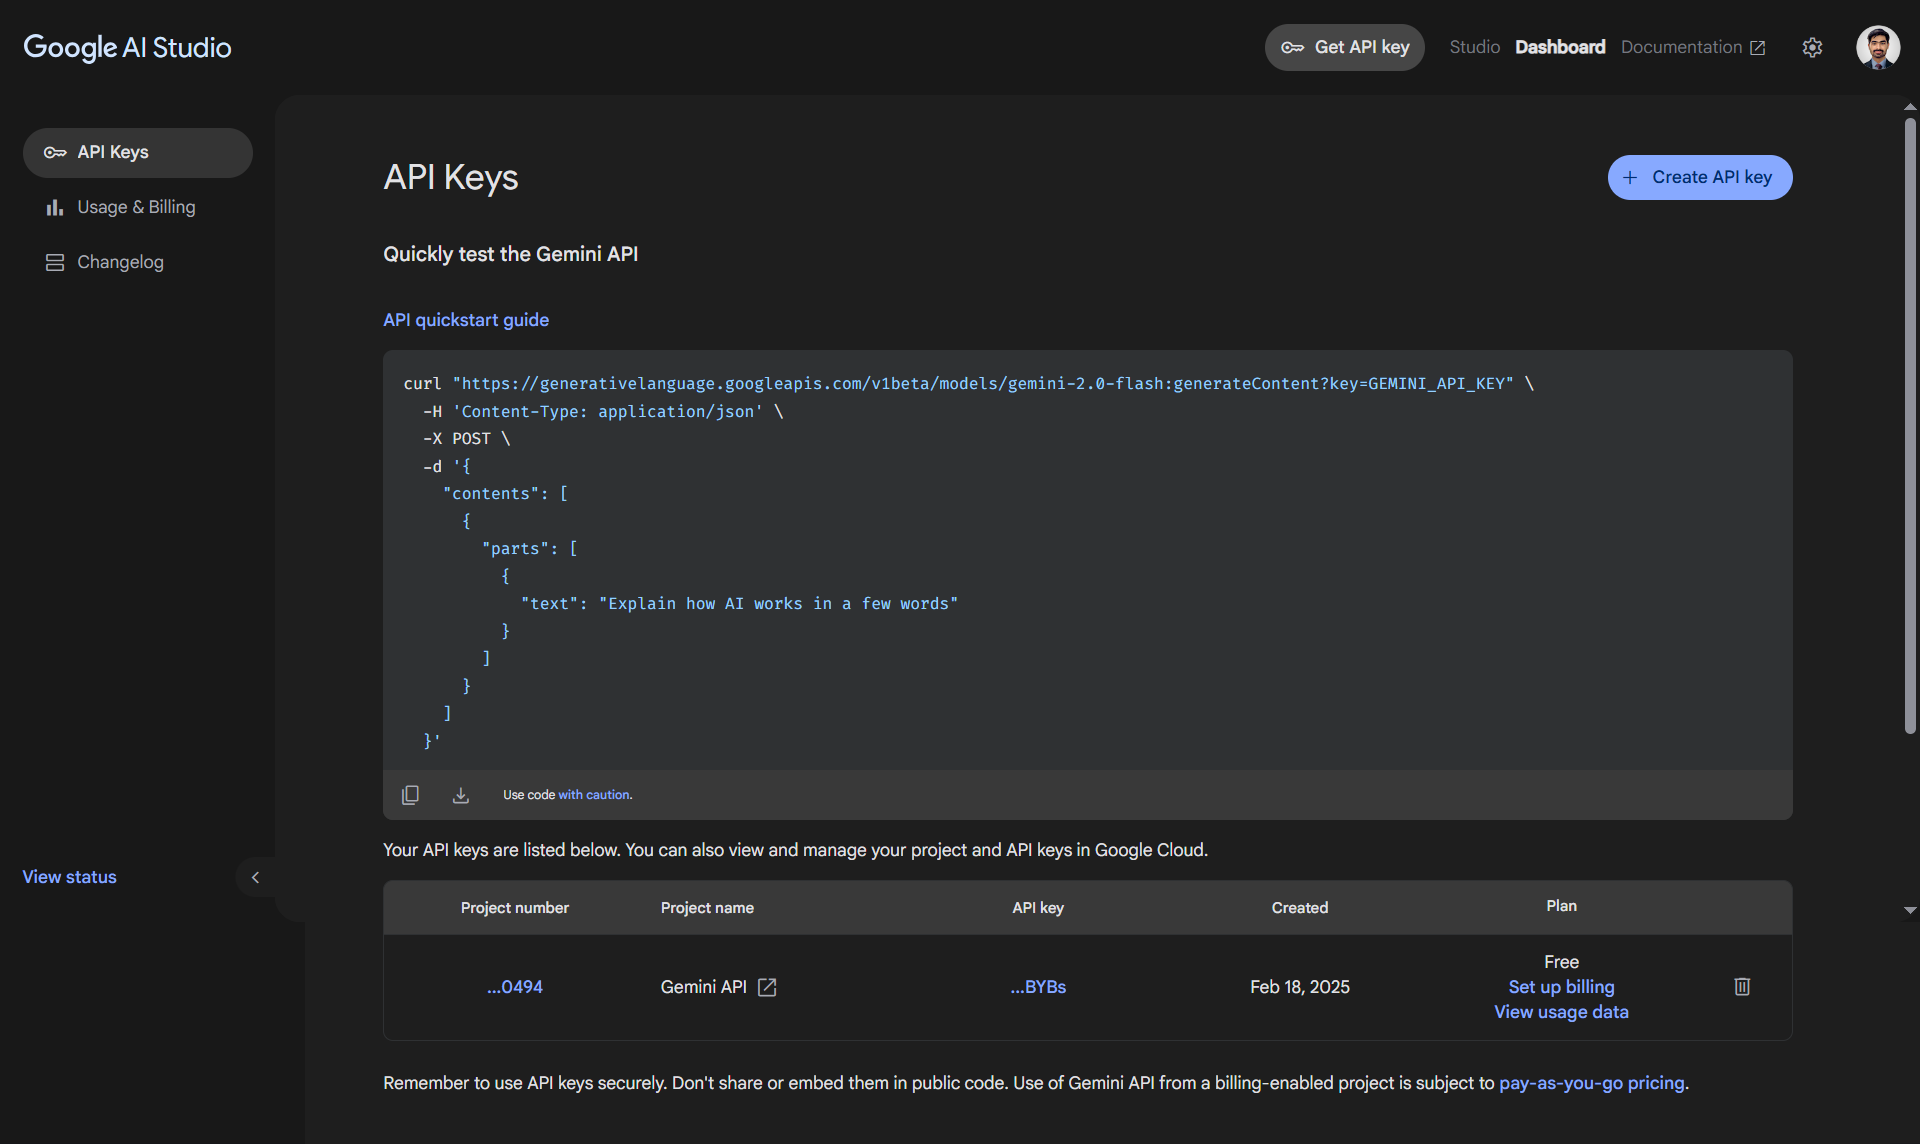 Google AI Studio
Get API key
Studio
Dashboard
Documentation
API Keys
Usage & Billing
Changelog
View status
API Keys
Create API key
Quickly test the Gemini API
API quickstart guide
curl "https://generativelanguage.googleapis.com/v1beta/models/gemini-2.0-flash:generateContent?key=GEMINI_API_KEY" \
  -H 'Content-Type: application/json' \
  -X POST \
  -d '{
    "contents": [
      {
        "parts": [
          {
            "text": "Explain how AI works in a few words"
          }
        ]
      }
    ]
  }'
Use code with caution.
Your API keys are listed below. You can also view and manage your project and API keys in Google Cloud.
Project number Project name API key Created Plan
...0494 Gemini API ...BYBs Feb 18, 2025 Free
Set up billing
View usage data
Remember to use API keys securely. Don't share or embed them in public code. Use of Gemini API from a billing-enabled project is subject to pay-as-you-go pricing.